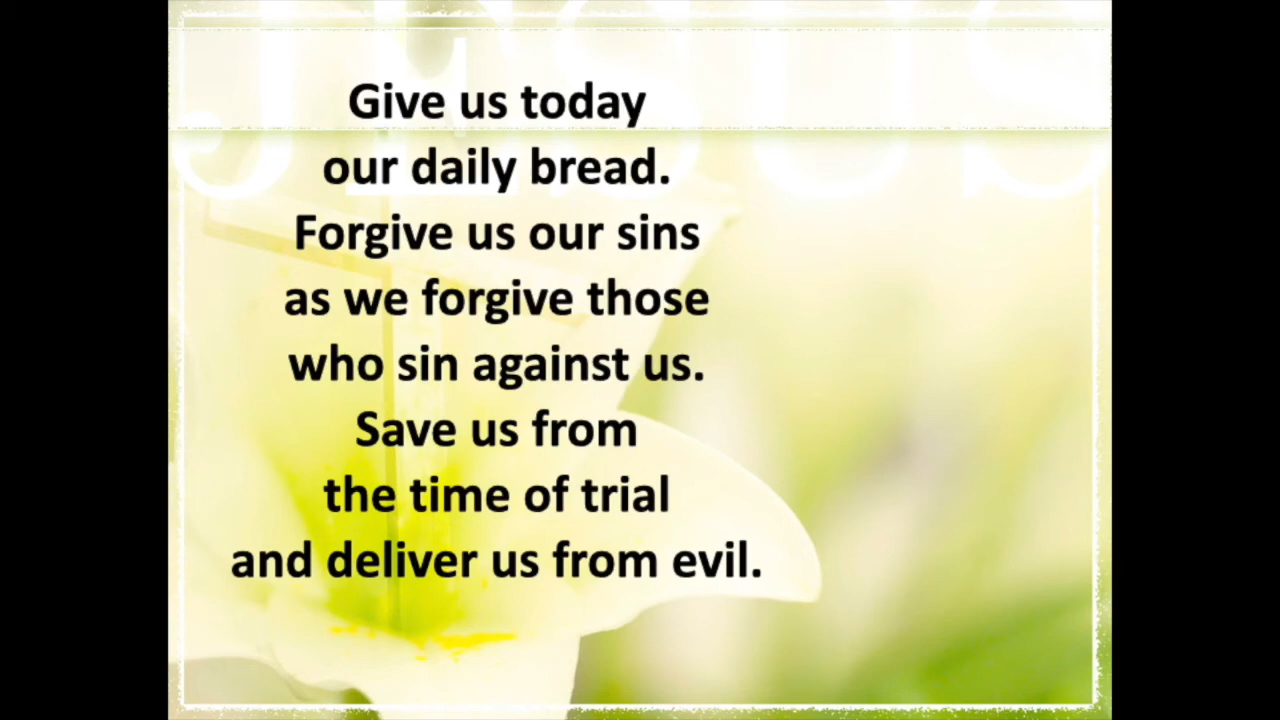 JESUS
Give us today
our daily bread.
Forgive us our sins
as we forgive those
who sin against us.
Save us from
the time of trial
and deliver us from evil.